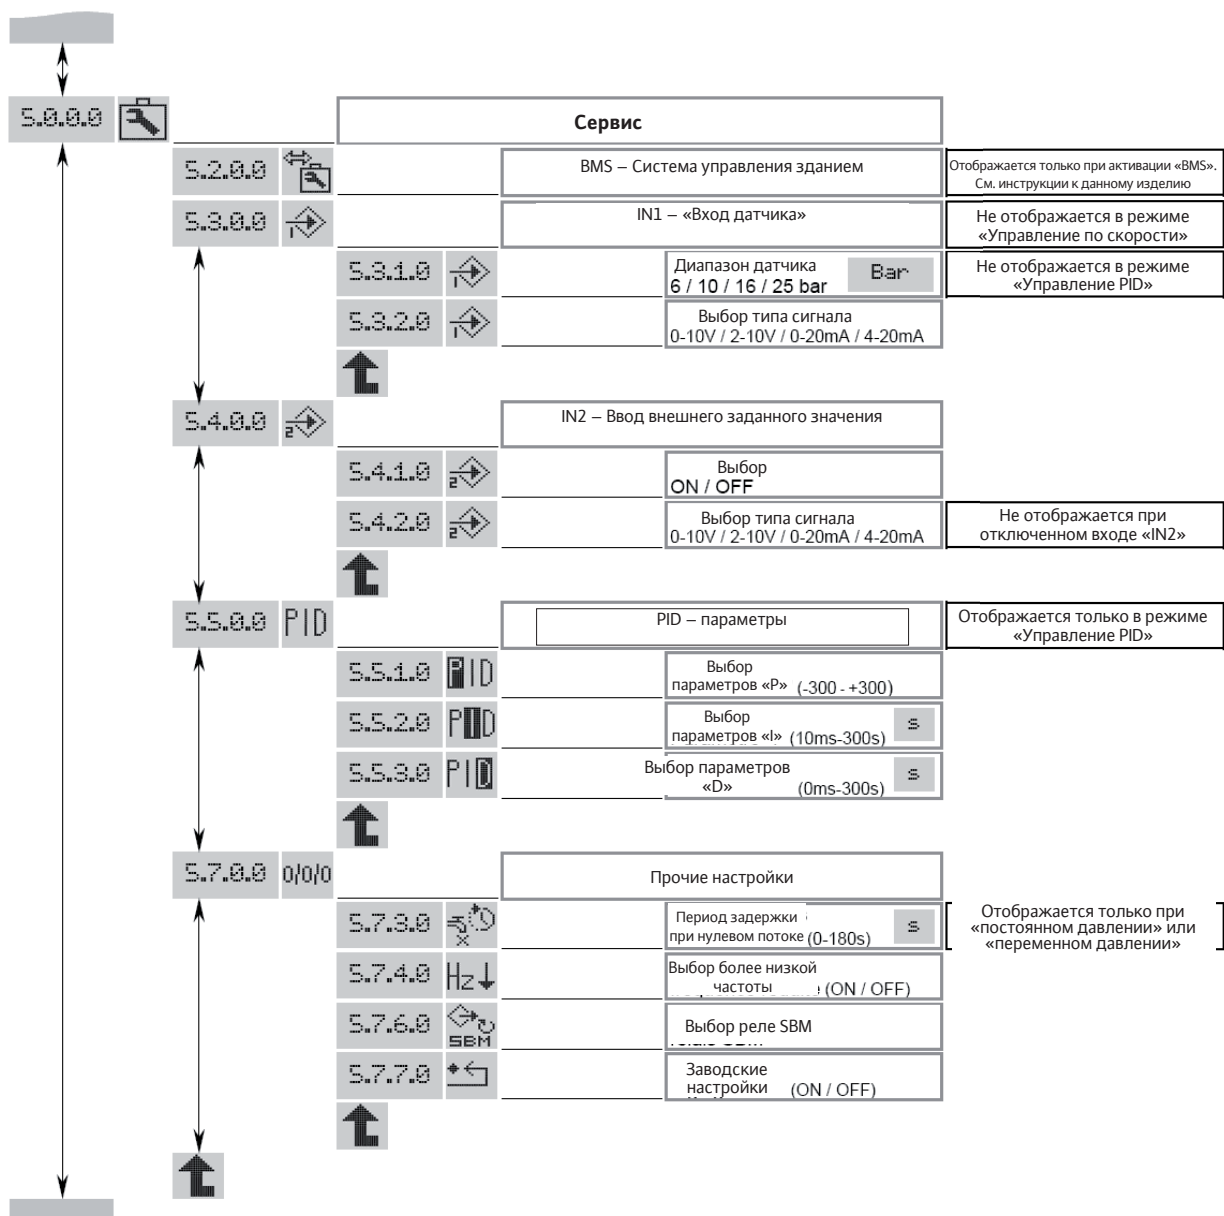 5.0.0.0
Сервис
5.2.0.0
BMS – Система управления зданием
Отображается только при активации «BMS».
См. инструкции к данному изделию
5.3.0.0
1
IN1 – «Вход датчика»
Не отображается в режиме
«Управление по скорости»
5.3.1.0
1
Диапазон датчика
6 / 10 / 16 / 25 bar
Bar
Не отображается в режиме
«Управление PID»
5.3.2.0
1
Выбор типа сигнала
0-10V / 2-10V / 0-20mA / 4-20mA
5.4.0.0
2
IN2 – Ввод внешнего заданного значения
5.4.1.0
2
Выбор
ON / OFF
5.4.2.0
2
Выбор типа сигнала
0-10V / 2-10V / 0-20mA / 4-20mA
Не отображается при
отключенном входе «IN2»
5.5.0.0
PID
PID – параметры
Отображается только в режиме
«Управление PID»
5.5.1.0
PID
Выбор
параметров «P» (-300 - +300)
5.5.2.0
PID
Выбор
параметров «I» (10ms-300s)
s
5.5.3.0
PID
Выбор параметров
«D» (0ms-300s)
s
5.7.0.0
0/0/0
Прочие настройки
5.7.3.0
Период задержки
при нулевом потоке (0-180s)
s
Отображается только при
«постоянном давлении» или
«переменном давлении»
5.7.4.0
Hz
Выбор более низкой
частоты (ON / OFF)
5.7.6.0
SBM
Выбор реле SBM
5.7.7.0
Заводские
настройки (ON / OFF)